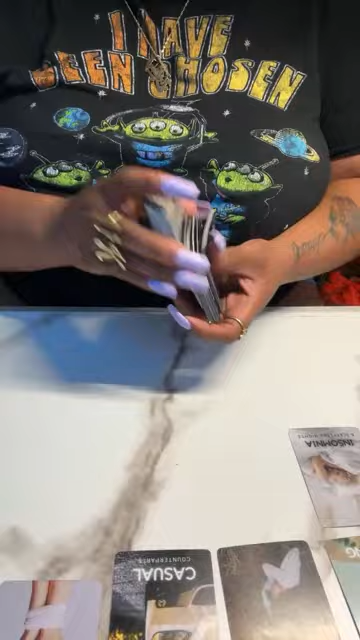 I HAVE
BEEN CHOSEN
INSOMNIA
CASUAL
COUNTERPARTS